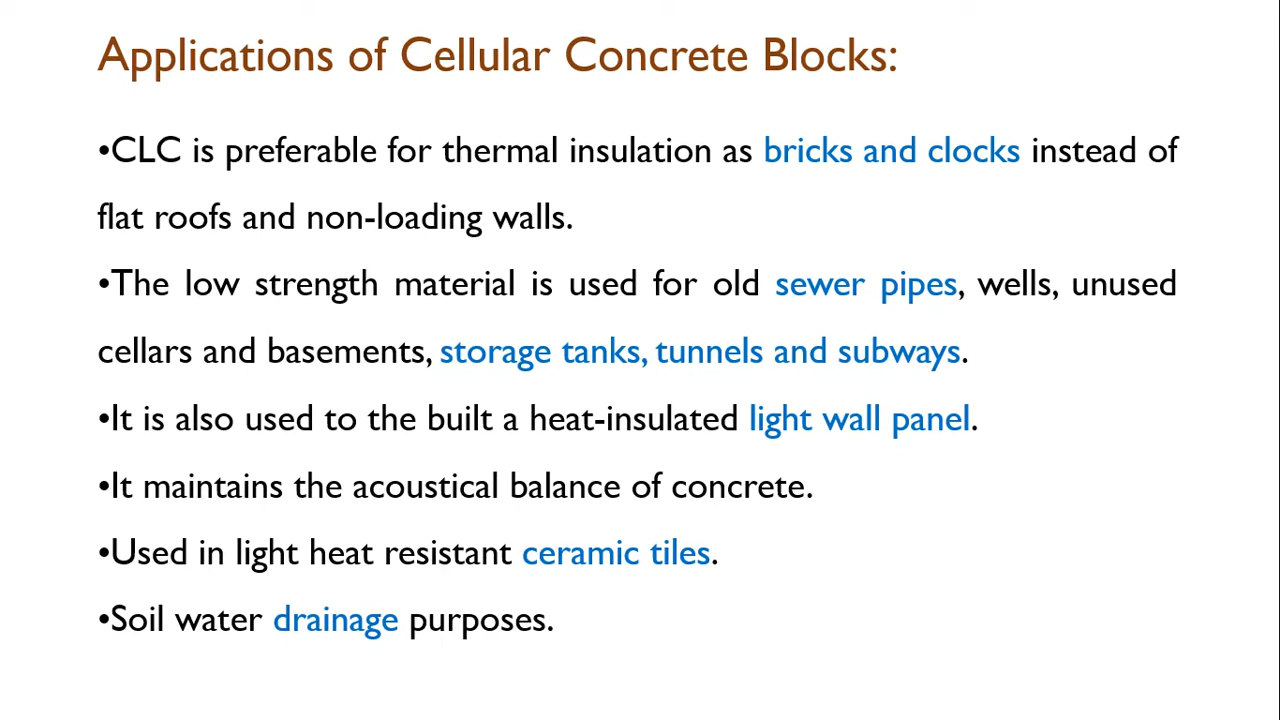 Applications of Cellular Concrete Blocks:
•CLC is preferable for thermal insulation as bricks and clocks instead of
flat roofs and non-loading walls.
•The low strength material is used for old sewer pipes, wells, unused
cellars and basements, storage tanks, tunnels and subways.
•It is also used to the built a heat-insulated light wall panel.
•It maintains the acoustical balance of concrete.
•Used in light heat resistant ceramic tiles.
•Soil water drainage purposes.